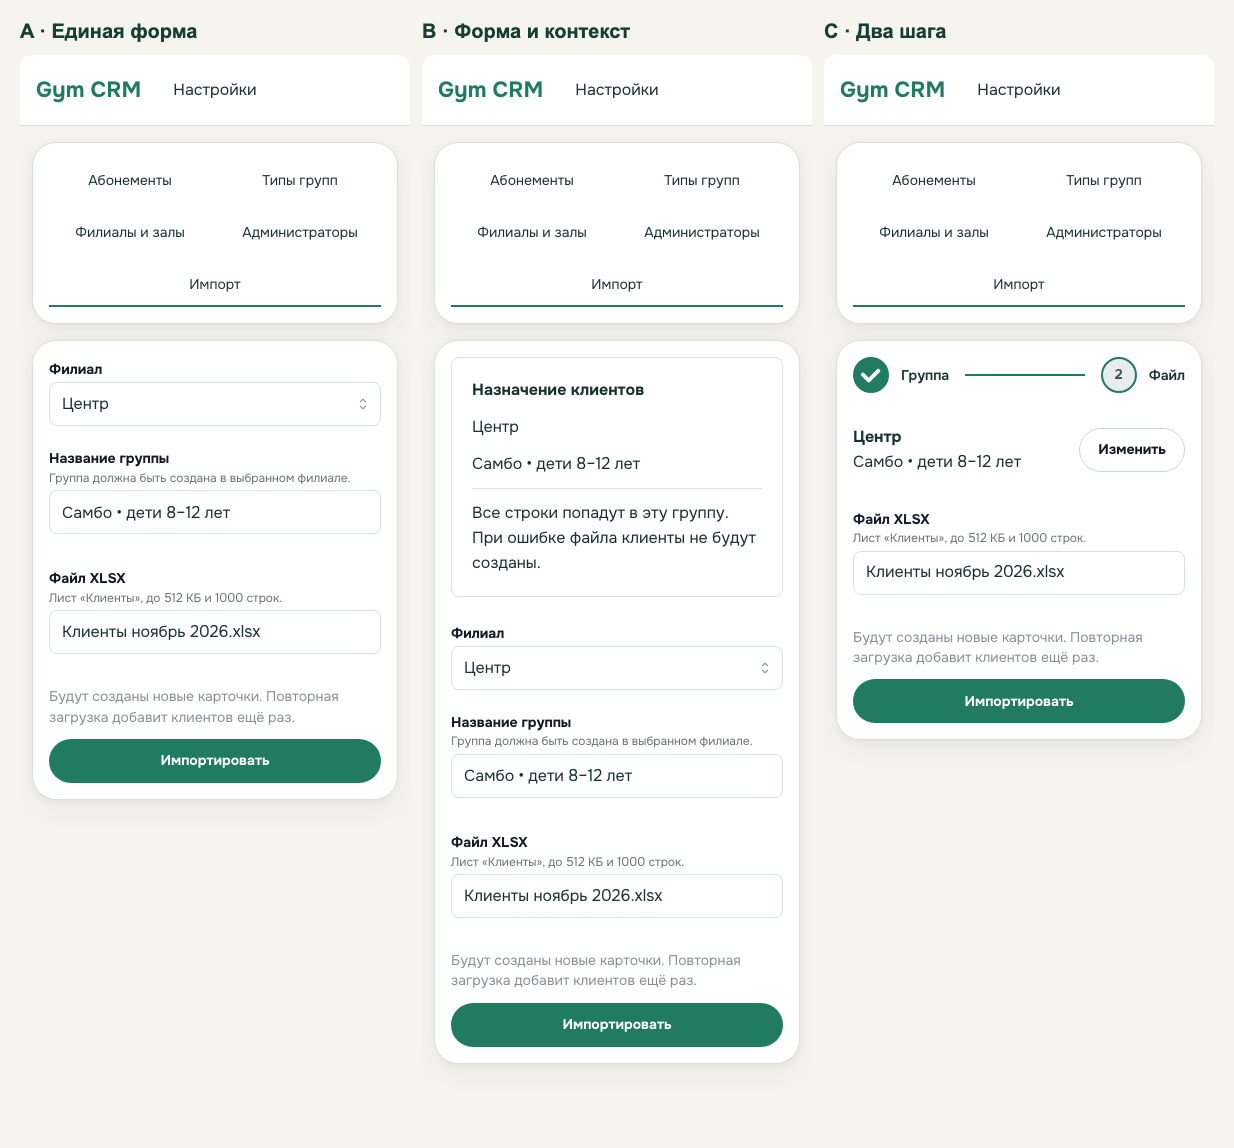 A · Единая форма
Gym CRM
Настройки
Абонементы
Типы групп
Филиалы и залы
Администраторы
Импорт
Филиал
Центр
Название группы
Группа должна быть создана в выбранном филиале.
Самбо • дети 8–12 лет
Файл XLSX
Лист «Клиенты», до 512 КБ и 1000 строк.
Клиенты ноябрь 2026.xlsx
Будут созданы новые карточки. Повторная
загрузка добавит клиентов ещё раз.
Импортировать
B · Форма и контекст
Gym CRM
Настройки
Абонементы
Типы групп
Филиалы и залы
Администраторы
Импорт
Назначение клиентов
Центр
Самбо • дети 8–12 лет
Все строки попадут в эту группу.
При ошибке файла клиенты не будут
созданы.
Филиал
Центр
Название группы
Группа должна быть создана в выбранном филиале.
Самбо • дети 8–12 лет
Файл XLSX
Лист «Клиенты», до 512 КБ и 1000 строк.
Клиенты ноябрь 2026.xlsx
Будут созданы новые карточки. Повторная
загрузка добавит клиентов ещё раз.
Импортировать
C · Два шага
Gym CRM
Настройки
Абонементы
Типы групп
Филиалы и залы
Администраторы
Импорт
Группа
2
Файл
Центр
Самбо • дети 8–12 лет
Изменить
Файл XLSX
Лист «Клиенты», до 512 КБ и 1000 строк.
Клиенты ноябрь 2026.xlsx
Будут созданы новые карточки. Повторная
загрузка добавит клиентов ещё раз.
Импортировать